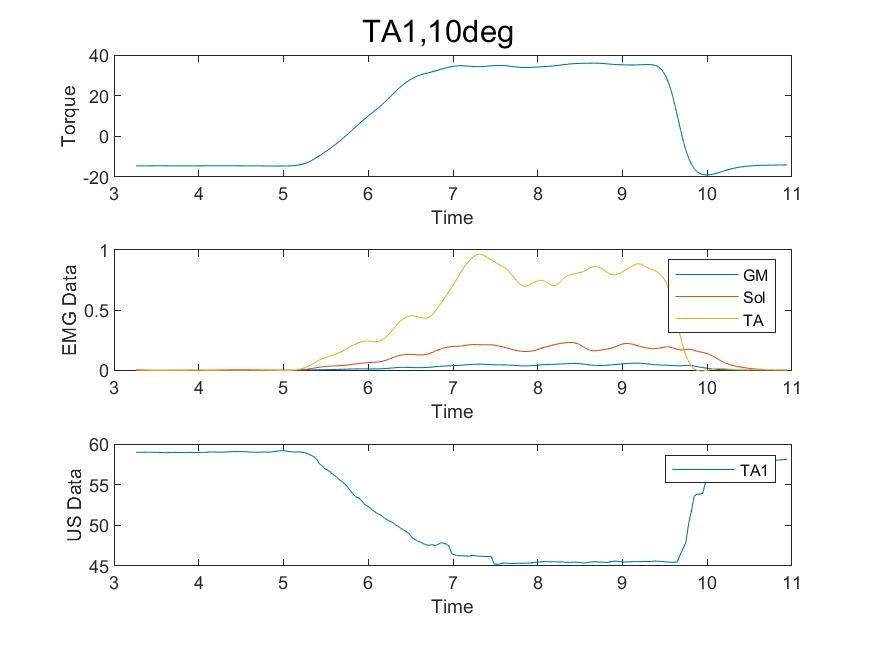 TA1,10deg
40
20
0
-20
Torque
3 4 5 6 7 8 9 10 11
Time
1
0.5
0
EMG Data
GM
Sol
TA
3 4 5 6 7 8 9 10 11
Time
60
55
50
45
US Data
TA1
3 4 5 6 7 8 9 10 11
Time